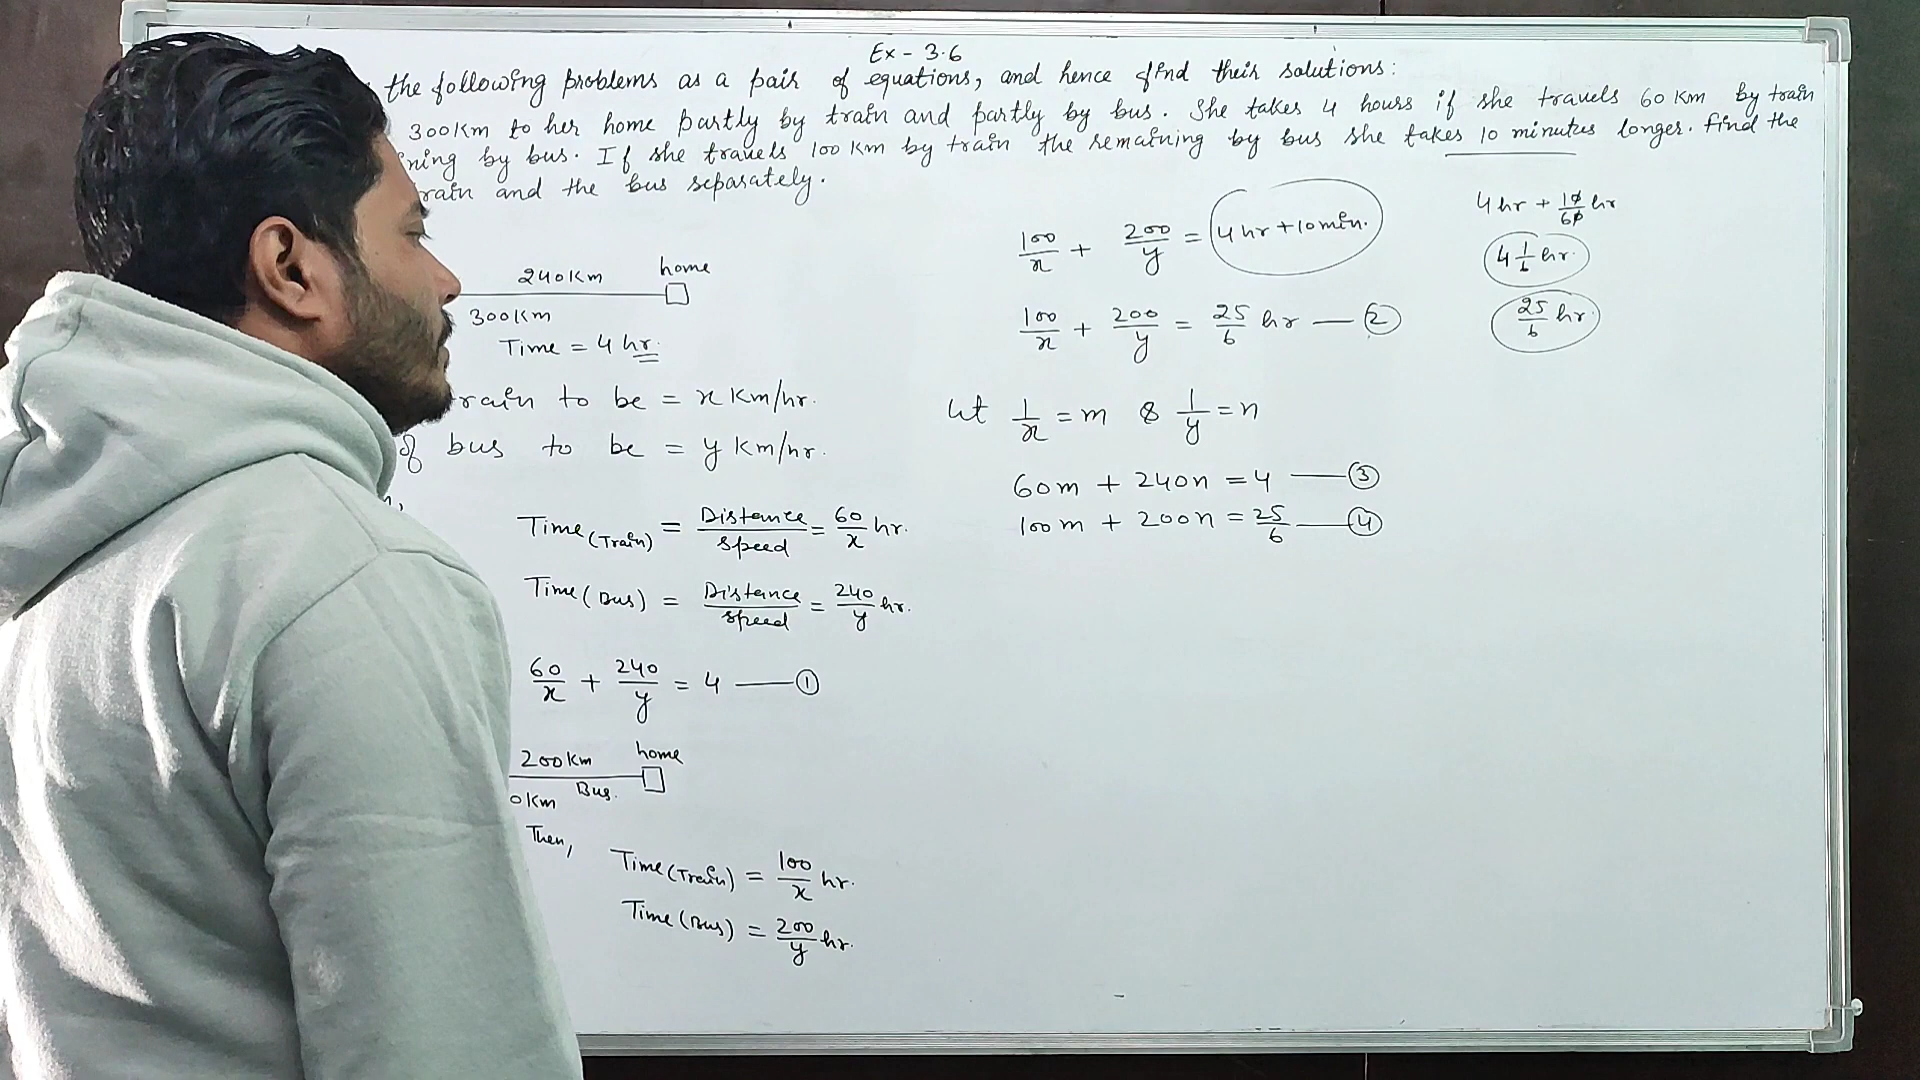 Ex - 3.6
the following problems as a pair of equations, and hence find their solutions:
300km to her home partly by train and partly by bus. She takes 4 hours if she travels 60 km by train
ning by bus. If she travels 100 km by train the remaining by bus she takes 10 minutes longer. find the
rain and the bus separately.
240km home
300km
Time = 4 hr.
rain to be = x km/hr.
of bus to be = y km/hr.
Time (Train) = Distance/speed = 60/x hr.
Time (Bus) = Distance/speed = 240/y hr.
60/x + 240/y = 4 —— ①
200km home
0km Bus.
Then,
Time (Train) = 100/x hr.
Time (Bus) = 200/y hr.
100/x + 200/y = 4 hr + 10 min.
100/x + 200/y = 25/6 hr —— ②
let 1/x = m & 1/y = n
60m + 240n = 4 —— ③
100m + 200n = 25/6 —— ④
4 hr + 10/60 hr
4 1/6 hr.
25/6 hr.